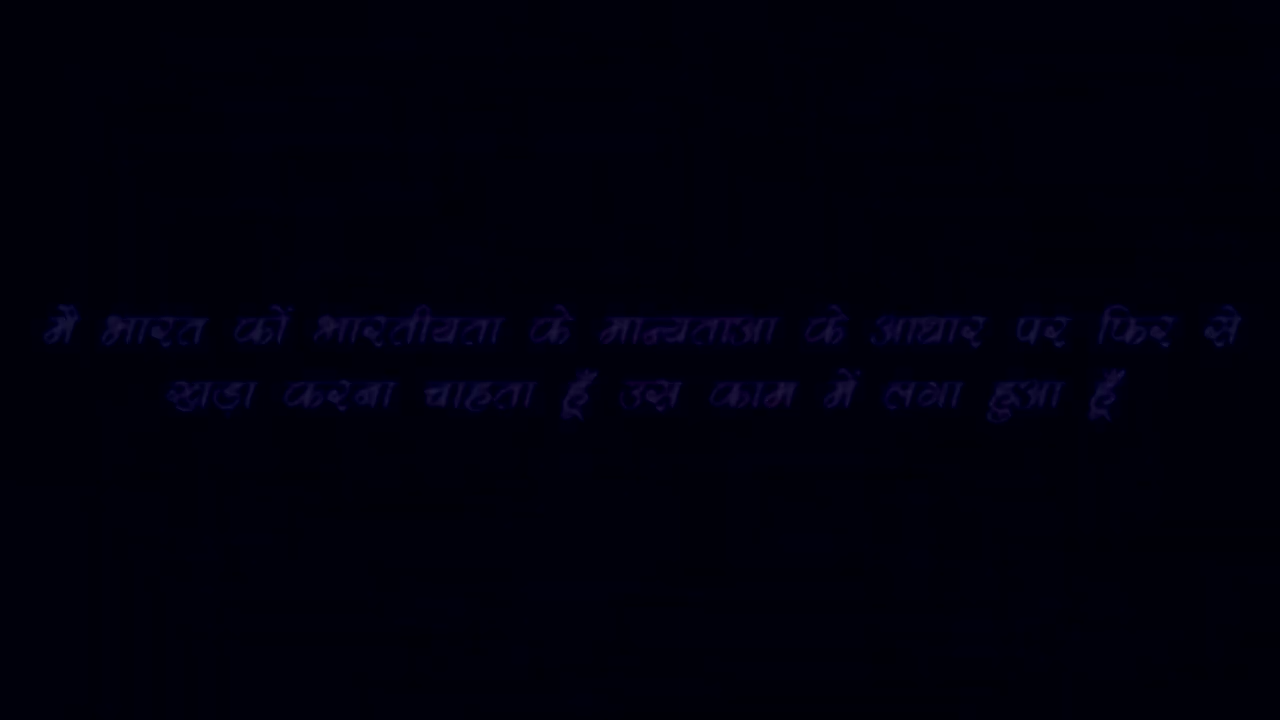 मै भारत कों भारतीयता के मान्यताआ के आधार पर फिर से
खडा करना चाहता हूँ उस काम में लगा हुआ हूँ